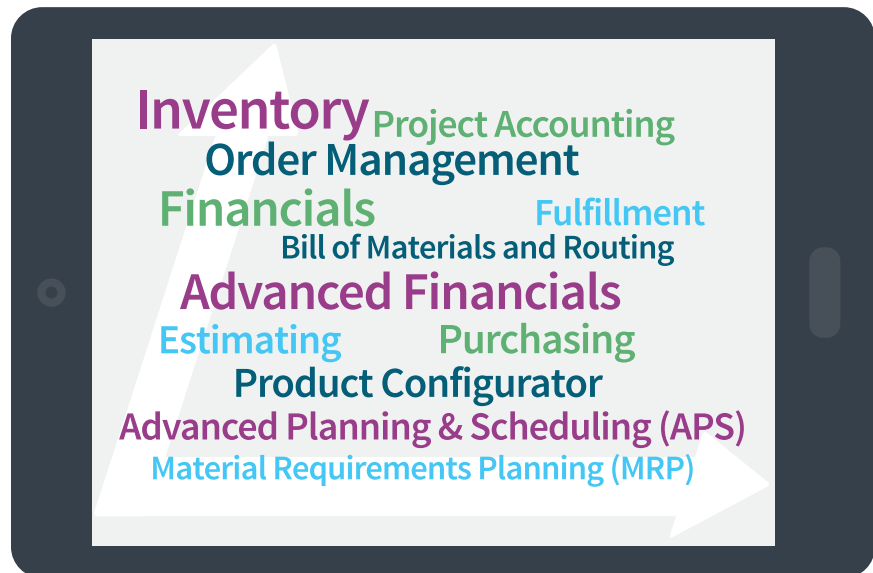 Inventory Project Accounting
Order Management
Financials Fulfillment
Bill of Materials and Routing
Advanced Financials
Estimating Purchasing
Product Configurator
Advanced Planning & Scheduling (APS)
Material Requirements Planning (MRP)